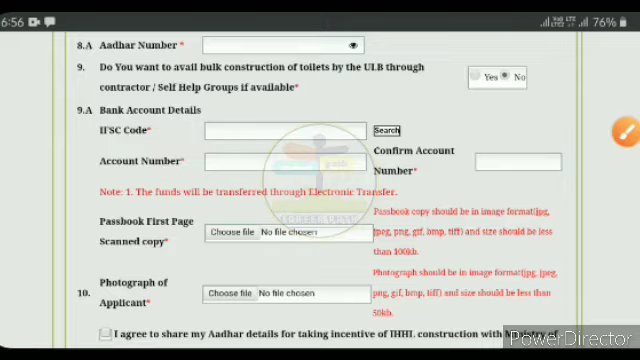 6:56 76%
8.A Aadhar Number *
9. Do You want to avail bulk construction of toilets by the ULB through
contractor / Self Help Groups if available* Yes No
9.A Bank Account Details
IFSC Code* Search
Account Number* Confirm Account
Number*
Note: 1. The funds will be transferred through Electronic Transfer.
Passbook First Page
Scanned copy* Choose file No file chosen
Passbook copy should be in image format(jpg,
jpeg, png, gif, bmp, tiff) and size should be less
than 100kb.
10. Photograph of
Applicant* Choose file No file chosen
Photograph should be in image format(jpg, jpeg,
png, gif, bmp, tiff) and size should be less than
50kb.
I agree to share my Aadhar details for taking incentive of IHHL construction with Ministry of
PowerDirector